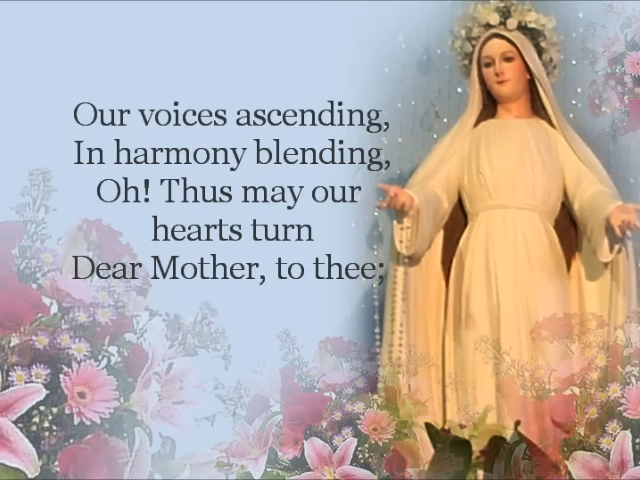 Our voices ascending,
In harmony blending,
Oh! Thus may our
hearts turn
Dear Mother, to thee;